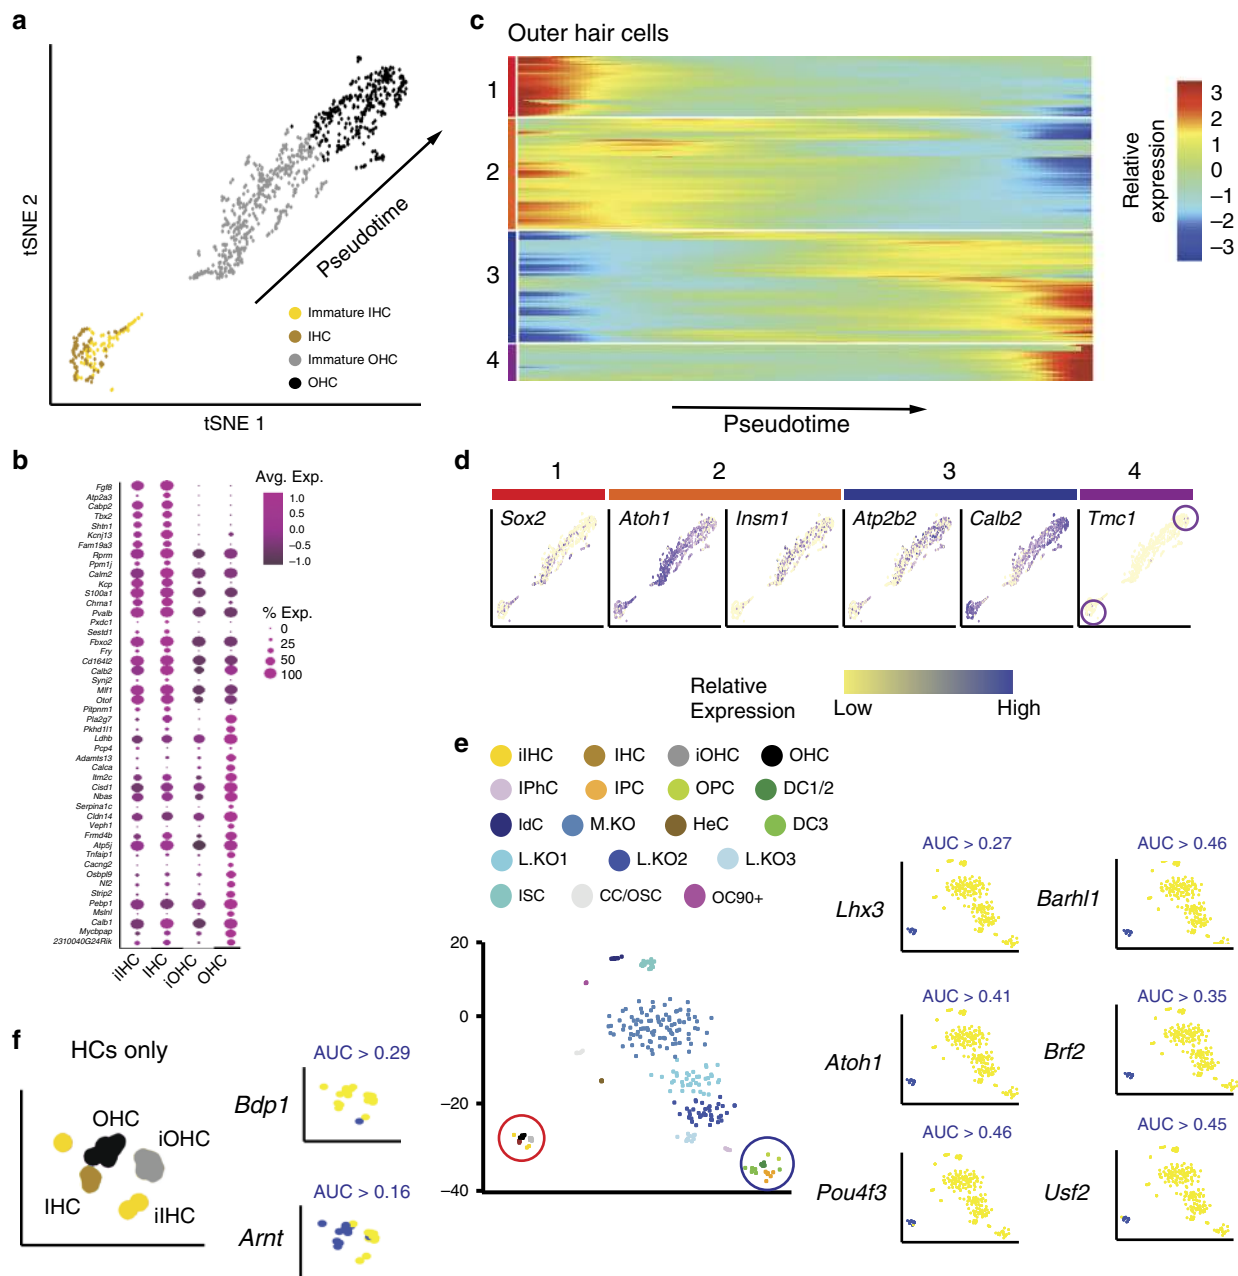 a
tSNE 2
tSNE 1
Pseudotime
Immature IHC
IHC
Immature OHC
OHC
c
Outer hair cells
1
2
3
4
Pseudotime
Relative
expression
3
2
1
0
−1
−2
−3
b
Fgf8
Atp2a3
Cabp2
Tbx2
Shtn1
Kcnj13
Fam19a3
Rprm
Ppm1j
Calm2
Kcp
S100a1
Chrna1
Pvalb
Pxdc1
Sestd1
Fbxo2
Fry
Cd164l2
Calb2
Synj2
Mlf1
Otof
Pitpnm1
Pla2g7
Pkhd1l1
Ldhb
Pcp4
Adamts13
Calca
Itm2c
Cisd1
Nbas
Serpina1c
Cldn14
Veph1
Frmd4b
Atp5j
Tnfaip1
Cacng2
Osbpl9
Nf2
Strip2
Pebp1
Mslnl
Calb1
Mycbpap
2310040G24Rik
iIHC
IHC
iOHC
OHC
Avg. Exp.
1.0
0.5
0.0
−0.5
−1.0
% Exp.
0
25
50
100
d
1
2
3
4
Sox2
Atoh1
Insm1
Atp2b2
Calb2
Tmc1
Relative
Expression
Low
High
e
iIHC
IHC
iOHC
OHC
IPhC
IPC
OPC
DC1/2
IdC
M.KO
HeC
DC3
L.KO1
L.KO2
L.KO3
ISC
CC/OSC
OC90+
20
0
−20
−40
AUC > 0.27
Lhx3
AUC > 0.46
Barhl1
AUC > 0.41
Atoh1
AUC > 0.35
Brf2
AUC > 0.46
Pou4f3
AUC > 0.45
Usf2
f
HCs only
OHC
iOHC
IHC
iIHC
AUC > 0.29
Bdp1
AUC > 0.16
Arnt